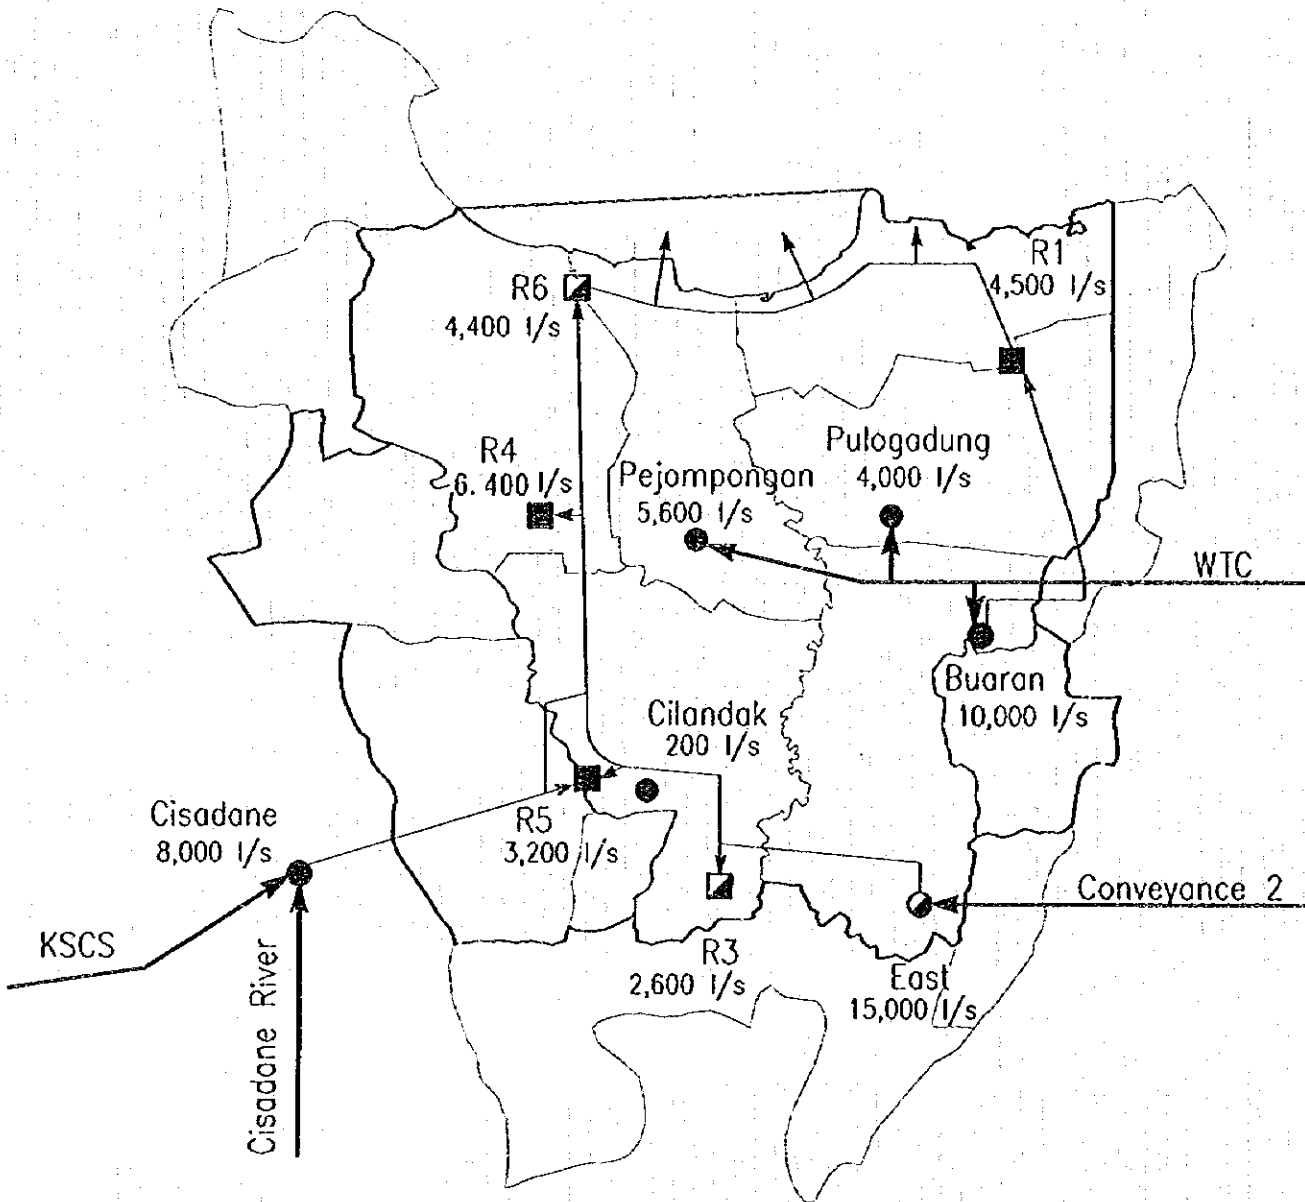 R1
4,500 l/s
R6
4,400 l/s
R4
6.400 l/s
Pejompongan
5,600 l/s
Pulogadung
4,000 l/s
WTC
Buaran
10,000 l/s
Cilandak
200 l/s
Cisadane
8,000 l/s
R5
3,200 l/s
Conveyance 2
KSCS
R3
2,600 l/s
East
15,000 l/s
Cisadane River